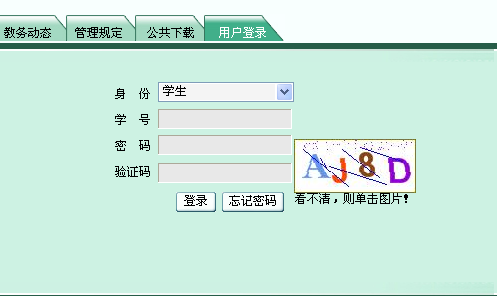 教务动态 管理规定 公共下载 用户登录
身 份 学生
学 号
密 码
验证码 AJ8D
登录 忘记密码 看不清，则单击图片！